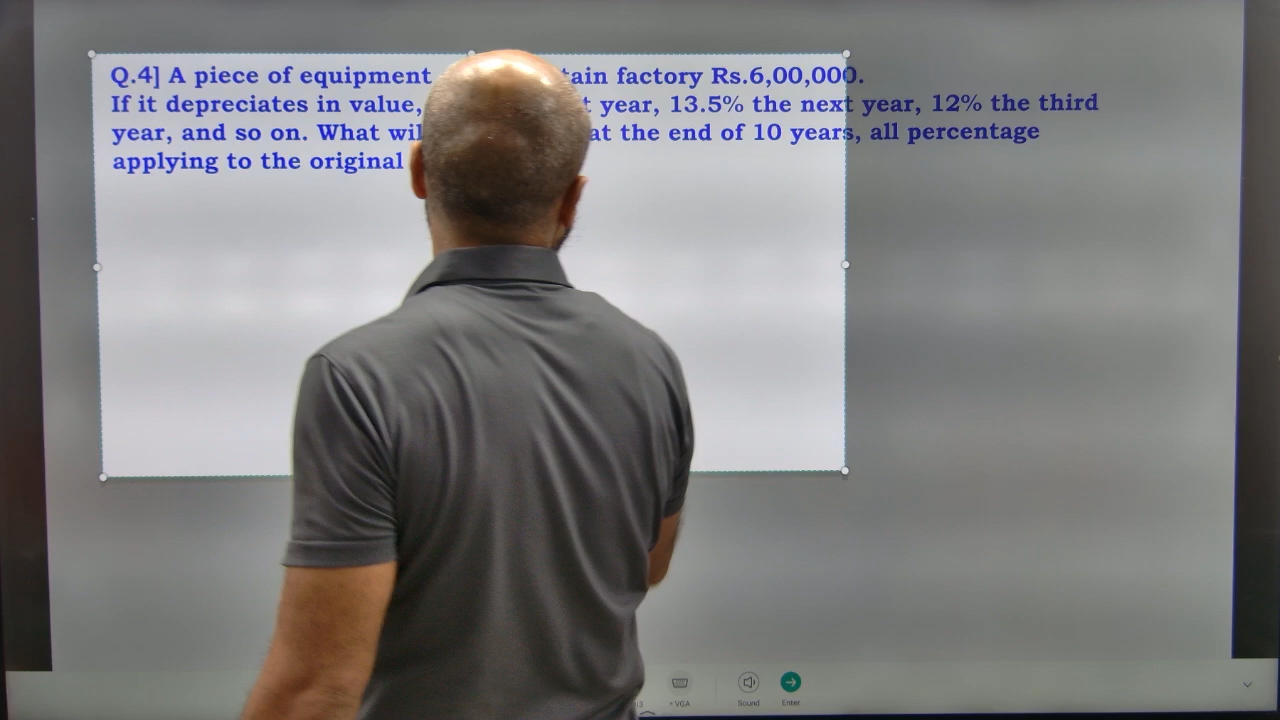 Q.4] A piece of equipment tain factory Rs.6,00,000.
If it depreciates in value, t year, 13.5% the next year, 12% the third
year, and so on. What wil at the end of 10 years, all percentage
applying to the original
VGA
Sound
Enter